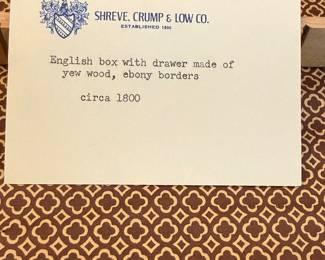 SHREVE, CRUMP & LOW CO.
ESTABLISHED 1800
English box with drawer made of
yew wood, ebony borders
circa 1800